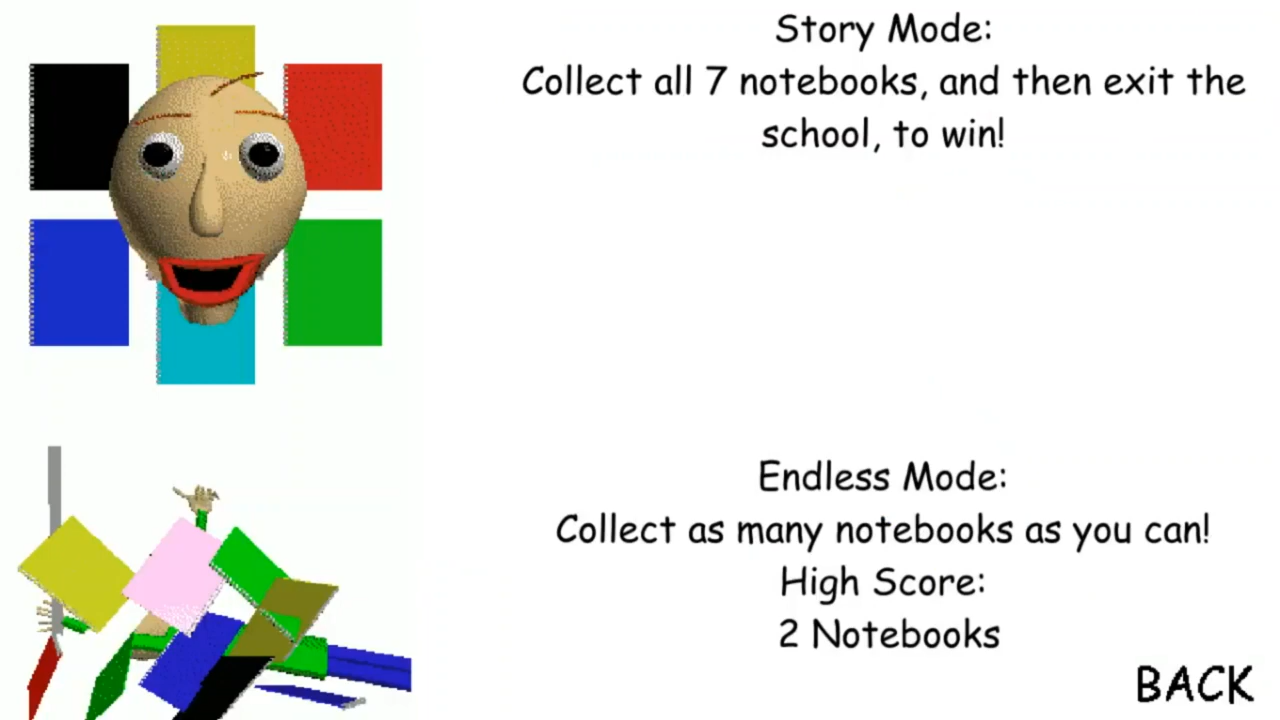 Story Mode:
Collect all 7 notebooks, and then exit the
school, to win!
Endless Mode:
Collect as many notebooks as you can!
High Score:
2 Notebooks
BACK